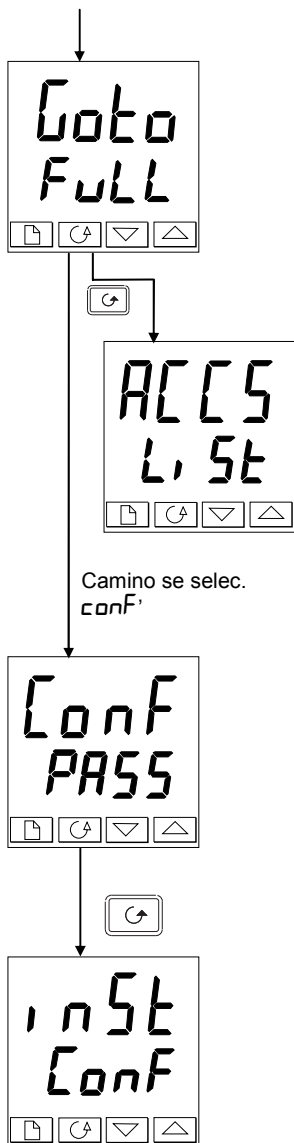 Goto
FuLL
ACCS
LiSt
Camino se selec.
conF'
ConF
PASS
inSt
ConF